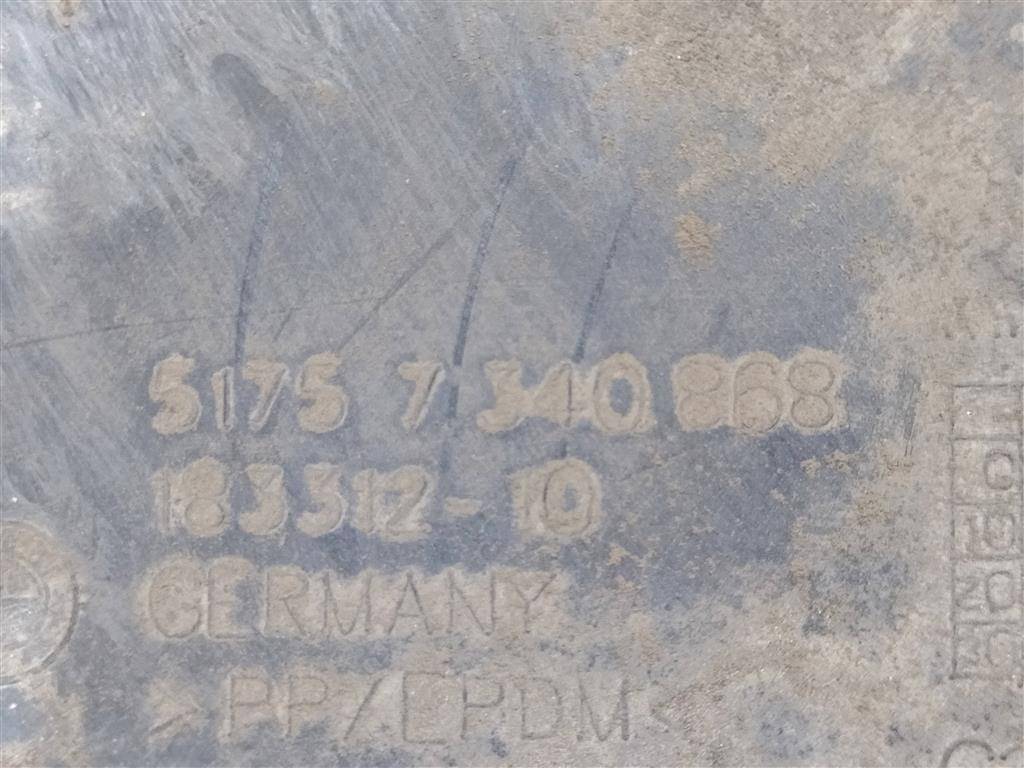 5175 7 340 868
183312-10
GERMANY
>PP/EPDM<